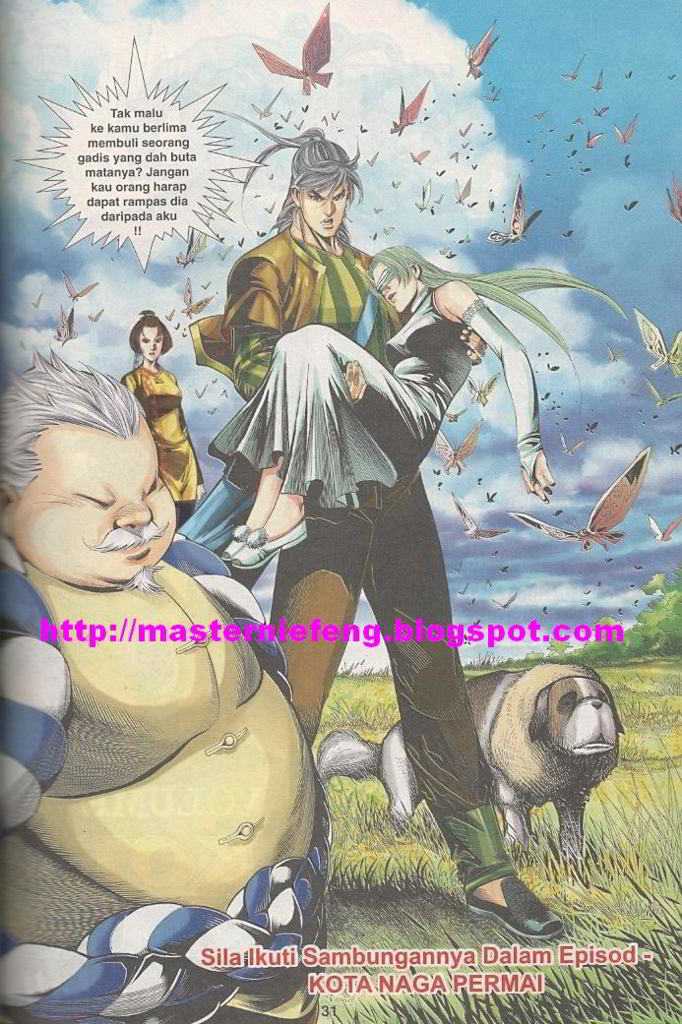 Tak malu
ke kamu berlima
membuli seorang
gadis yang dah buta
matanya? Jangan
kau orang harap
dapat rampas dia
daripada aku
!!
http://masterniefeng.blogspot.com
Sila Ikuti Sambungannya Dalam Episod -
KOTA NAGA PERMAI
31